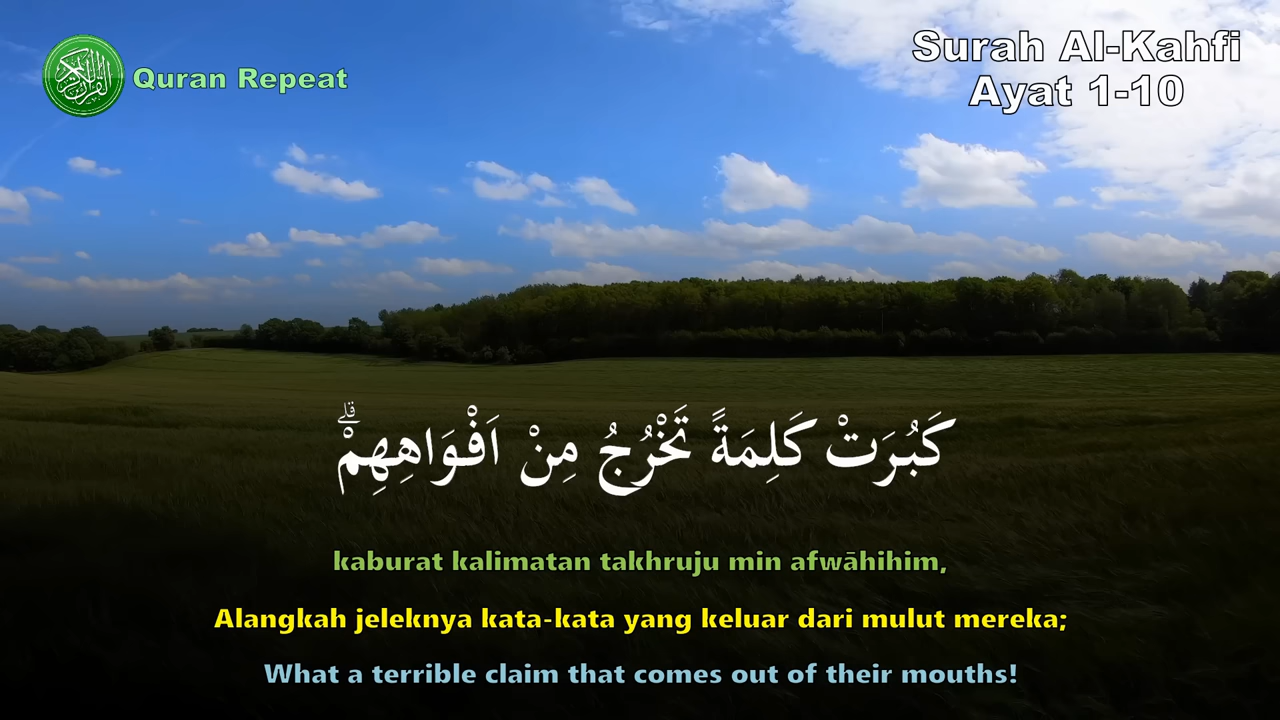 Quran Repeat
Surah Al-Kahfi
Ayat 1-10
كَبُرَتْ كَلِمَةً تَخْرُجُ مِنْ اَفْوَاهِهِمْۗ
kaburat kalimatan takhruju min afwāhihim,
Alangkah jeleknya kata-kata yang keluar dari mulut mereka;
What a terrible claim that comes out of their mouths!